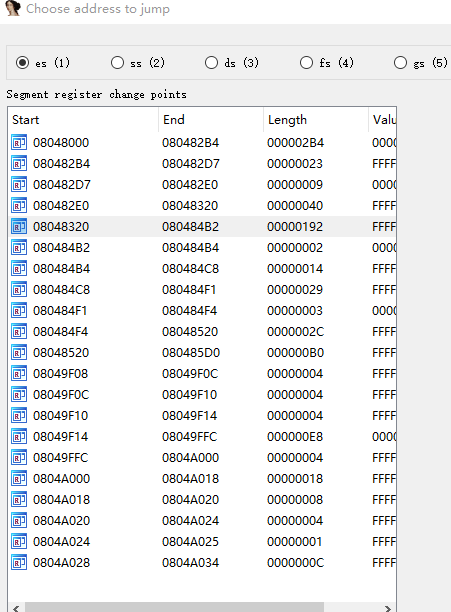 Choose address to jump
es (1) ss (2) ds (3) fs (4) gs (5)
Segment register change points
Start End Length Valu
08048000 080482B4 000002B4 0000
080482B4 080482D7 00000023 FFFF
080482D7 080482E0 00000009 0000
080482E0 08048320 00000040 FFFF
08048320 080484B2 00000192 FFFF
080484B2 080484B4 00000002 0000
080484B4 080484C8 00000014 FFFF
080484C8 080484F1 00000029 FFFF
080484F1 080484F4 00000003 0000
080484F4 08048520 0000002C FFFF
08048520 080485D0 000000B0 FFFF
08049F08 08049F0C 00000004 FFFF
08049F0C 08049F10 00000004 FFFF
08049F10 08049F14 00000004 FFFF
08049F14 08049FFC 000000E8 0000
08049FFC 0804A000 00000004 FFFF
0804A000 0804A018 00000018 FFFF
0804A018 0804A020 00000008 FFFF
0804A020 0804A024 00000004 FFFF
0804A024 0804A025 00000001 FFFF
0804A028 0804A034 0000000C FFFF